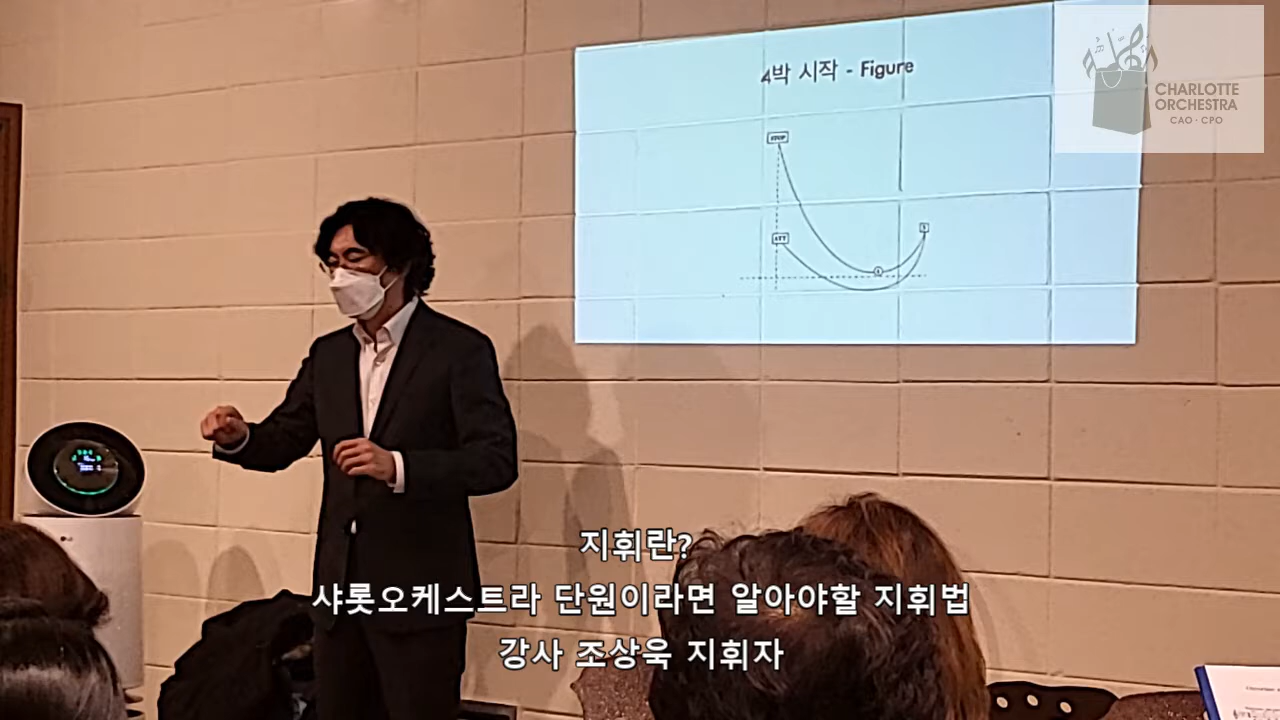 4박 시작 - Figure
CHARLOTTE
ORCHESTRA
CAO · CPO
ATT
LG
지휘란?
샤롯오케스트라 단원이라면 알아야할 지휘법
강사 조상욱 지휘자